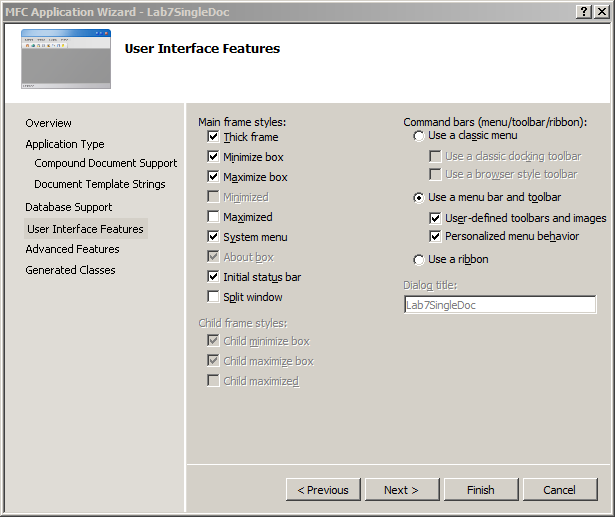 MFC Application Wizard - Lab7SingleDoc
User Interface Features
Overview
Application Type
Compound Document Support
Document Template Strings
Database Support
User Interface Features
Advanced Features
Generated Classes
Main frame styles:
Thick frame
Minimize box
Maximize box
Minimized
Maximized
System menu
About box
Initial status bar
Split window
Child frame styles:
Child minimize box
Child maximize box
Child maximized
Command bars (menu/toolbar/ribbon):
Use a classic menu
Use a classic docking toolbar
Use a browser style toolbar
Use a menu bar and toolbar
User-defined toolbars and images
Personalized menu behavior
Use a ribbon
Dialog title:
Lab7SingleDoc
< Previous
Next >
Finish
Cancel